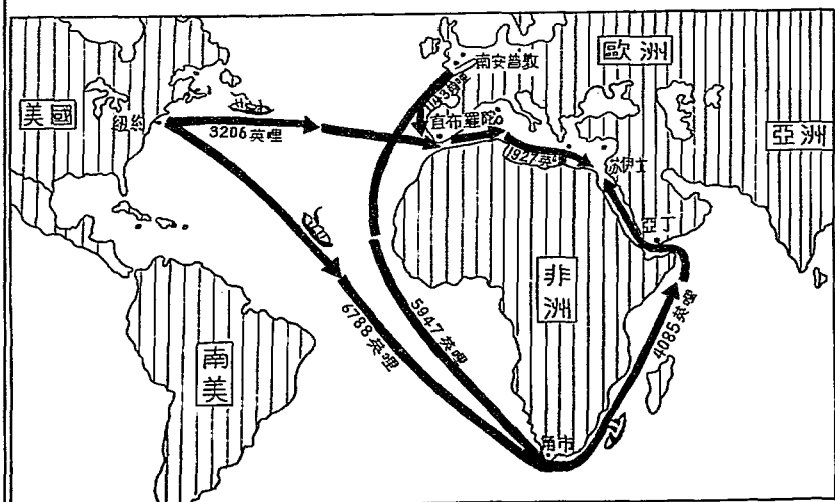 歐洲
南安普敦
美國
紐約
直布羅陀
3206英哩
亞洲
1927英哩
蘇伊士
亞丁
非洲
6788英哩
5947英哩
4085英哩
南美
角市